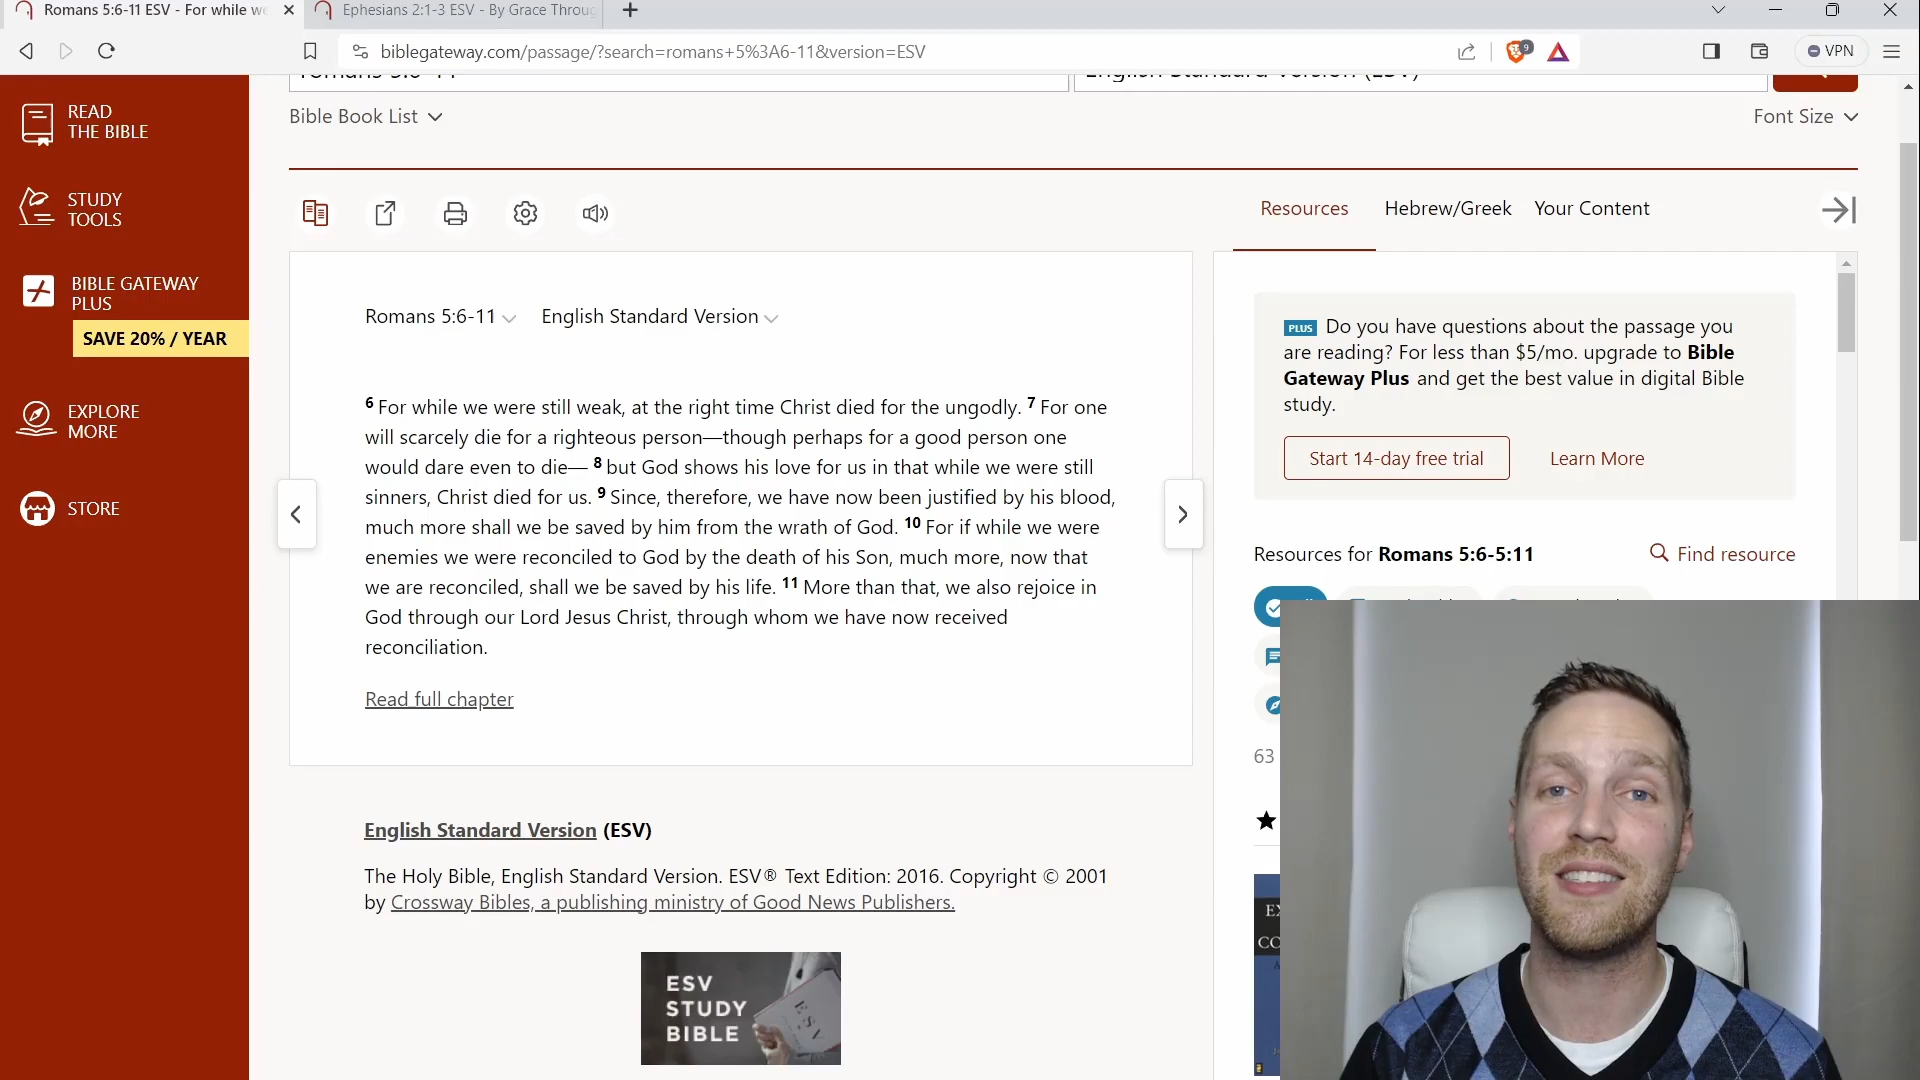 Romans 5:6-11 ESV - For while we
Ephesians 2:1-3 ESV - By Grace Throug
biblegateway.com/passage/?search=romans+5%3A6-11&version=ESV
9
VPN
READ
THE BIBLE
STUDY
TOOLS
BIBLE GATEWAY
PLUS
SAVE 20% / YEAR
EXPLORE
MORE
STORE
Bible Book List
Font Size
Resources
Hebrew/Greek
Your Content
Romans 5:6-11
English Standard Version
6 For while we were still weak, at the right time Christ died for the ungodly. 7 For one
will scarcely die for a righteous person—though perhaps for a good person one
would dare even to die— 8 but God shows his love for us in that while we were still
sinners, Christ died for us. 9 Since, therefore, we have now been justified by his blood,
much more shall we be saved by him from the wrath of God. 10 For if while we were
enemies we were reconciled to God by the death of his Son, much more, now that
we are reconciled, shall we be saved by his life. 11 More than that, we also rejoice in
God through our Lord Jesus Christ, through whom we have now received
reconciliation.
Read full chapter
English Standard Version (ESV)
The Holy Bible, English Standard Version. ESV® Text Edition: 2016. Copyright © 2001
by Crossway Bibles, a publishing ministry of Good News Publishers.
ESV
STUDY
BIBLE
ESV
PLUS Do you have questions about the passage you
are reading? For less than $5/mo. upgrade to Bible
Gateway Plus and get the best value in digital Bible
study.
Start 14-day free trial
Learn More
Resources for Romans 5:6-5:11
Find resource
63